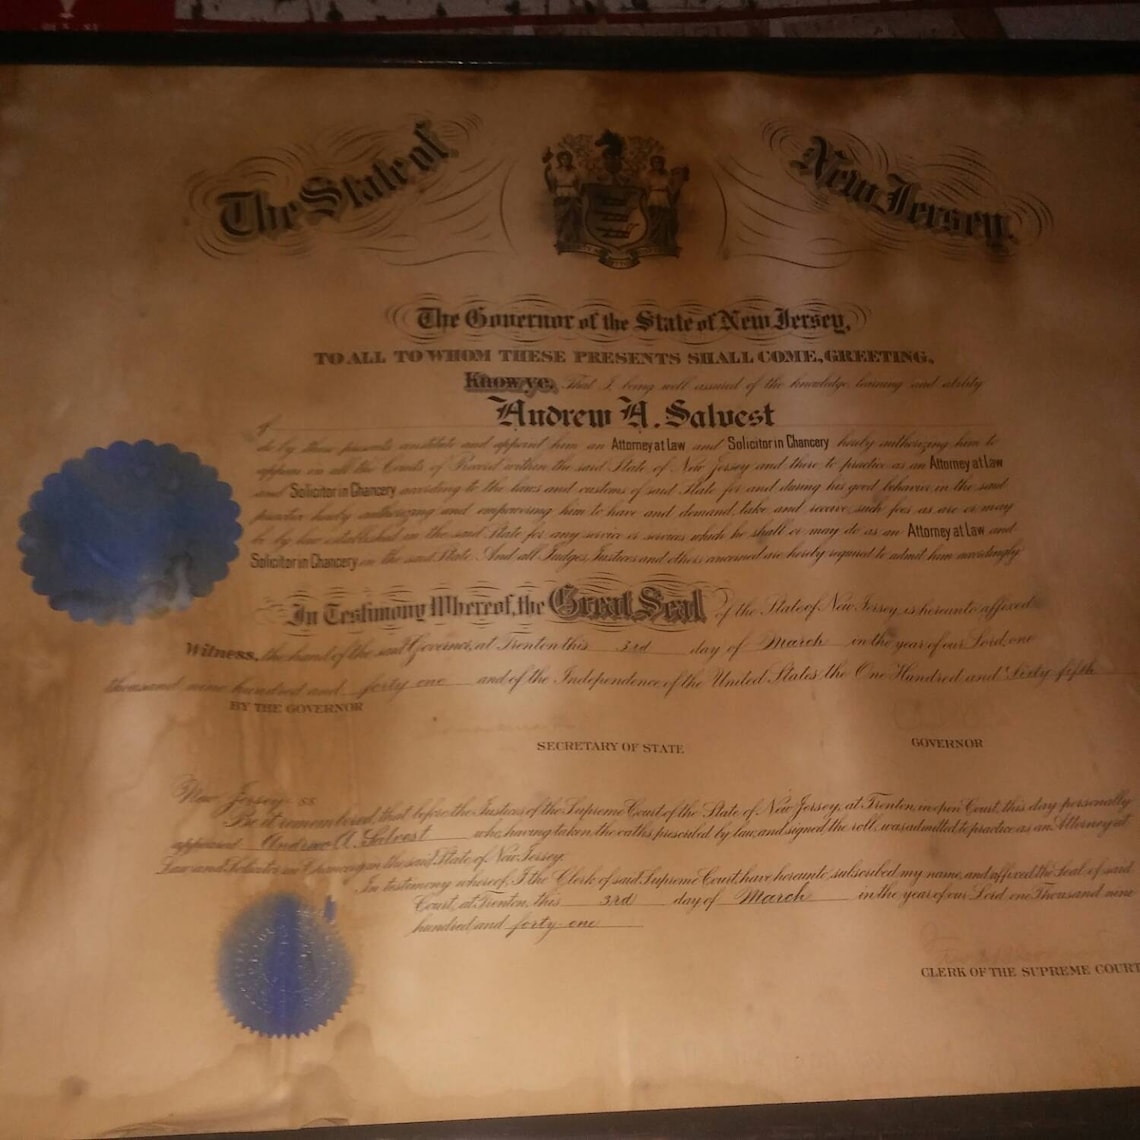 The State of New Jersey.
The Governor of the State of New Jersey,
TO ALL TO WHOM THESE PRESENTS SHALL COME, GREETING,
Know ye, That I being well assured of the knowledge learning and ability
of Andrew A. Salvest
do by these presents constitute and appoint him an Attorney at Law and Solicitor in Chancery hereby authorizing him to
appear in all the Courts of Record within the said State of New Jersey and there to practice as an Attorney at Law
and Solicitor in Chancery according to the laws and customs of said State for and during his good behavior in the said
practice hereby authorizing and empowering him to have and demand, take and receive such fees as are or may
be by law established in the said State for any service or services which he shall or may do as an Attorney at Law and
Solicitor in Chancery in the said State. And all Judges, Justices and others concerned are hereby required to admit him accordingly.
In Testimony Whereof, the Great Seal of the State of New Jersey is hereunto affixed
Witness, the hand of the said Governor, at Trenton this 3rd day of March in the year of our Lord, one
thousand nine hundred and forty one and of the Independence of the United States the One Hundred and Sixty fifth
BY THE GOVERNOR
SECRETARY OF STATE
GOVERNOR
New Jersey ss
Be it remembered, that before the Justices of the Supreme Court of the State of New Jersey, at Trenton, in open Court, this day personally
appeared Andrew A. Salvest who, having taken the oaths prescribed by law, and signed the roll, was admitted to practice as an Attorney at
Law and Solicitor in Chancery in the said State of New Jersey.
In testimony whereof, I the Clerk of said Supreme Court, have hereunto subscribed my name, and affixed the Seal of said
Court, at Trenton, this 3rd day of March in the year of our Lord one Thousand nine
hundred and forty one
CLERK OF THE SUPREME COURT